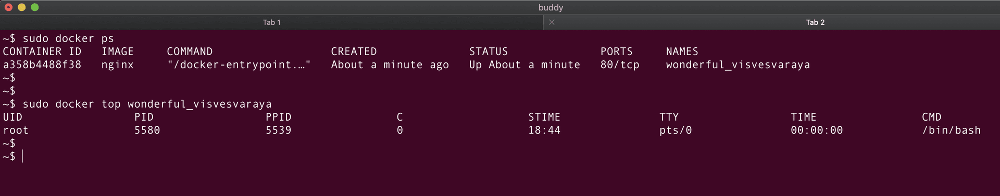 buddy
Tab 1 Tab 2
~$ sudo docker ps
CONTAINER ID   IMAGE     COMMAND                  CREATED              STATUS              PORTS     NAMES
a358b4488f38   nginx     "/docker-entrypoint.…"   About a minute ago   Up About a minute   80/tcp    wonderful_visvesvaraya
~$
~$
~$ sudo docker top wonderful_visvesvaraya
UID                 PID                 PPID                C                   STIME               TTY                 TIME                CMD
root                5580                5539                0                   18:44               pts/0               00:00:00            /bin/bash
~$
~$